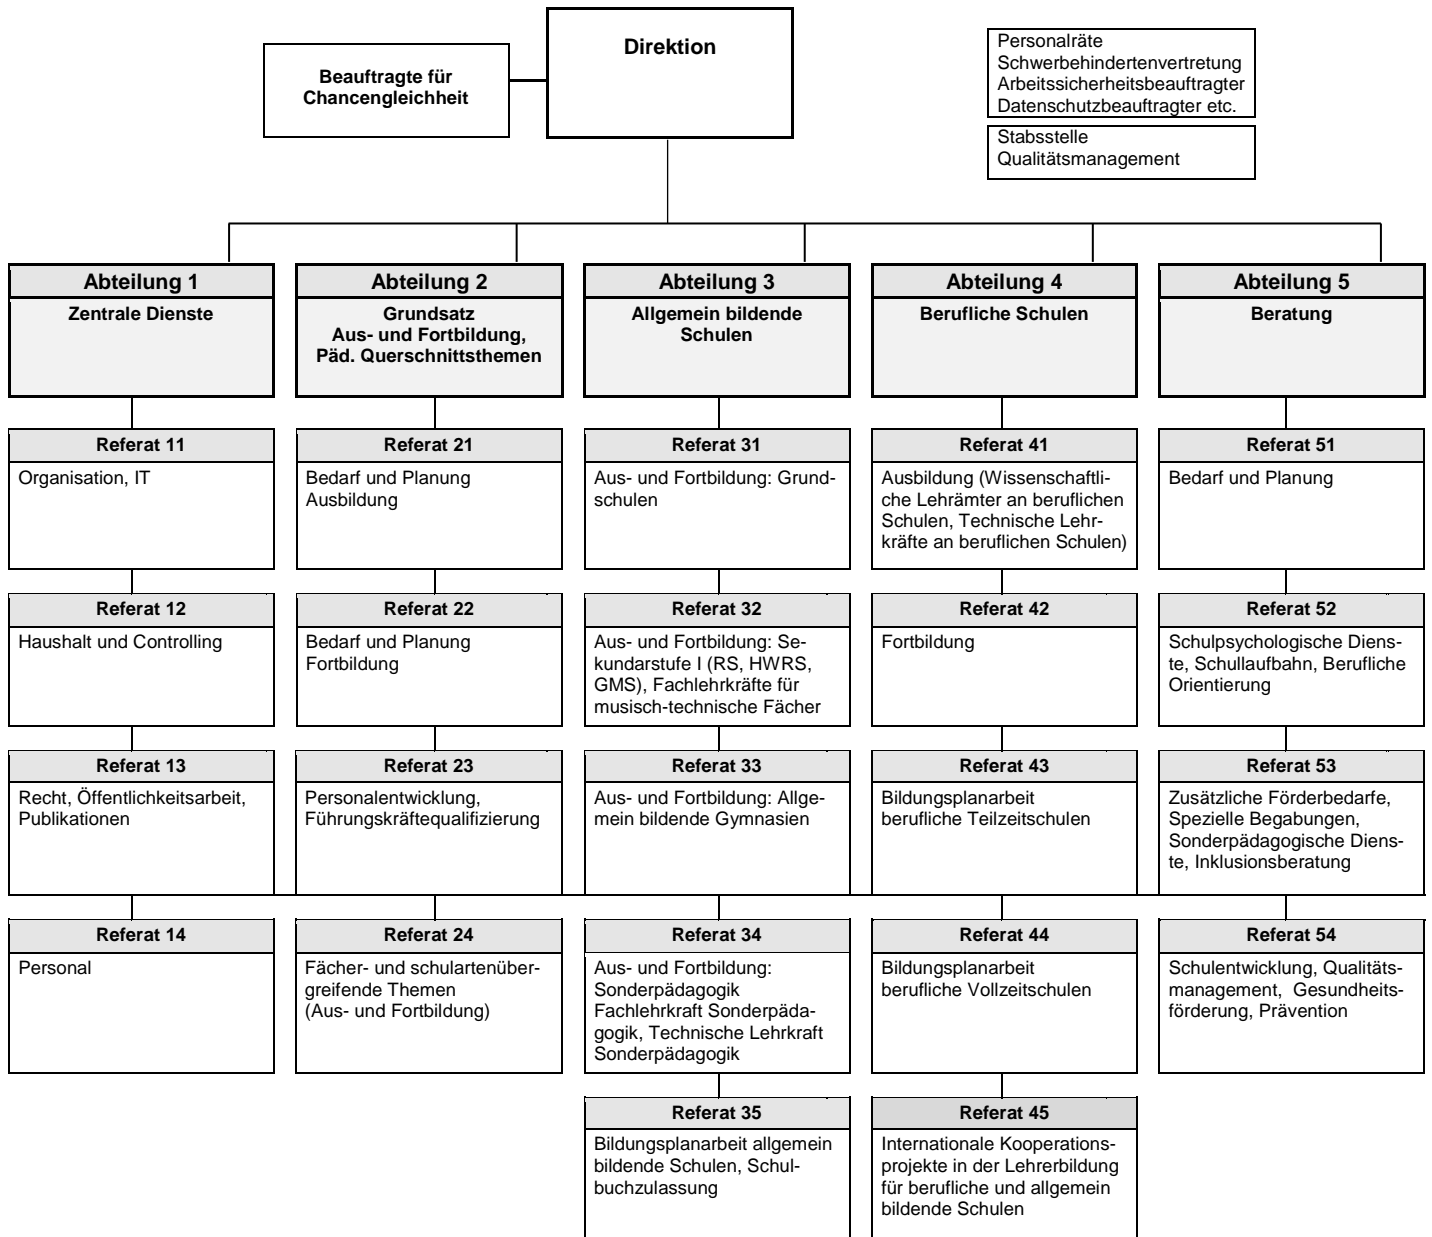 Direktion
Beauftragte für
Chancengleichheit
Personalräte
Schwerbehindertenvertretung
Arbeitssicherheitsbeauftragter
Datenschutzbeauftragter etc.
Stabsstelle
Qualitätsmanagement
Abteilung 1
Zentrale Dienste
Abteilung 2
Grundsatz
Aus- und Fortbildung,
Päd. Querschnittsthemen
Abteilung 3
Allgemein bildende
Schulen
Abteilung 4
Berufliche Schulen
Abteilung 5
Beratung
Referat 11
Organisation, IT
Referat 21
Bedarf und Planung
Ausbildung
Referat 31
Aus- und Fortbildung: Grund-
schulen
Referat 41
Ausbildung (Wissenschaftli-
che Lehrämter an beruflichen
Schulen, Technische Lehr-
kräfte an beruflichen Schulen)
Referat 51
Bedarf und Planung
Referat 12
Haushalt und Controlling
Referat 22
Bedarf und Planung
Fortbildung
Referat 32
Aus- und Fortbildung: Se-
kundarstufe I (RS, HWRS,
GMS), Fachlehrkräfte für
musisch-technische Fächer
Referat 42
Fortbildung
Referat 52
Schulpsychologische Diens-
te, Schullaufbahn, Berufliche
Orientierung
Referat 13
Recht, Öffentlichkeitsarbeit,
Publikationen
Referat 23
Personalentwicklung,
Führungskräftequalifizierung
Referat 33
Aus- und Fortbildung: Allge-
mein bildende Gymnasien
Referat 43
Bildungsplanarbeit
berufliche Teilzeitschulen
Referat 53
Zusätzliche Förderbedarfe,
Spezielle Begabungen,
Sonderpädagogische Diens-
te, Inklusionsberatung
Referat 14
Personal
Referat 24
Fächer- und schulartenüber-
greifende Themen
(Aus- und Fortbildung)
Referat 34
Aus- und Fortbildung:
Sonderpädagogik
Fachlehrkraft Sonderpäda-
gogik, Technische Lehrkraft
Sonderpädagogik
Referat 44
Bildungsplanarbeit
berufliche Vollzeitschulen
Referat 54
Schulentwicklung, Qualitäts-
management, Gesundheits-
förderung, Prävention
Referat 35
Bildungsplanarbeit allgemein
bildende Schulen, Schul-
buchzulassung
Referat 45
Internationale Kooperations-
projekte in der Lehrerbildung
für berufliche und allgemein
bildende Schulen